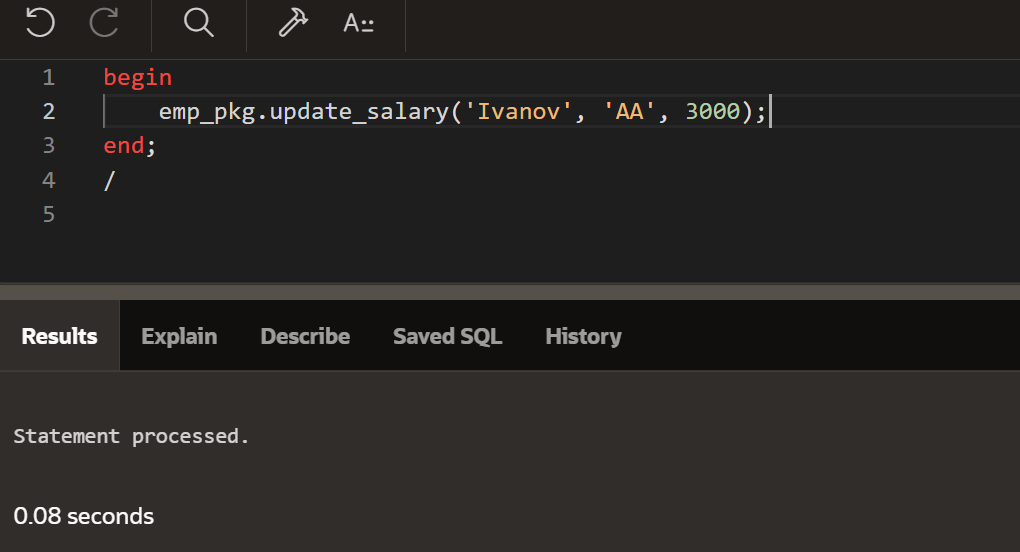 A::
1 begin
2     emp_pkg.update_salary('Ivanov', 'AA', 3000);
3 end;
4 /
5
Results Explain Describe Saved SQL History
Statement processed.
0.08 seconds